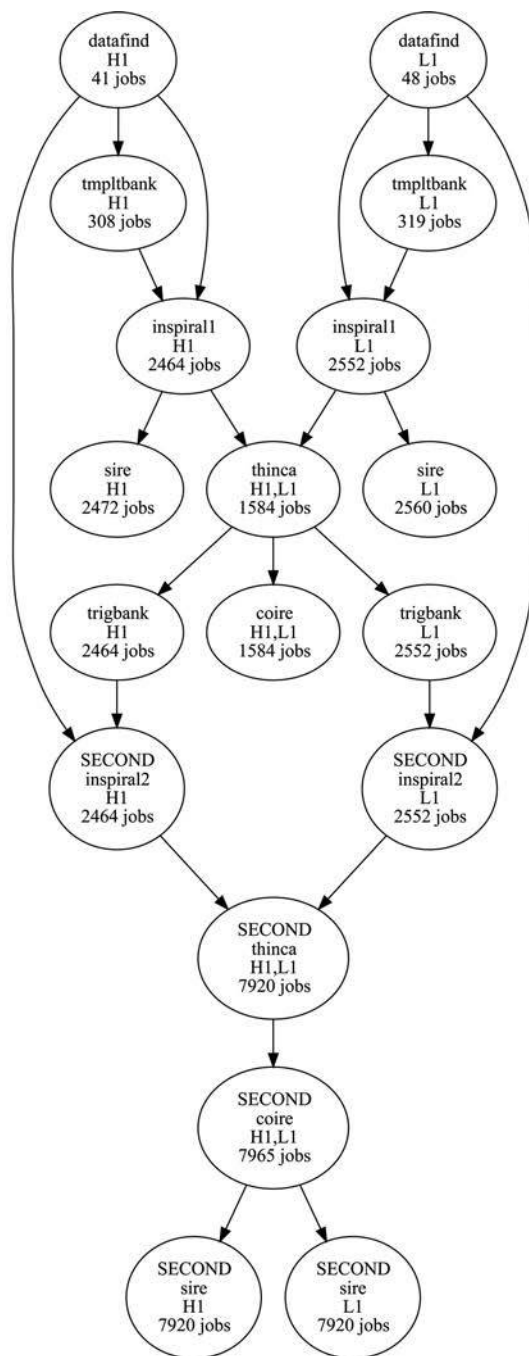 datafind
H1
41 jobs
datafind
L1
48 jobs
tmpltbank
H1
308 jobs
tmpltbank
L1
319 jobs
inspiral1
H1
2464 jobs
inspiral1
L1
2552 jobs
sire
H1
2472 jobs
thinca
H1,L1
1584 jobs
sire
L1
2560 jobs
trigbank
H1
2464 jobs
coire
H1,L1
1584 jobs
trigbank
L1
2552 jobs
SECOND
inspiral2
H1
2464 jobs
SECOND
inspiral2
L1
2552 jobs
SECOND
thinca
H1,L1
7920 jobs
SECOND
coire
H1,L1
7965 jobs
SECOND
sire
H1
7920 jobs
SECOND
sire
L1
7920 jobs